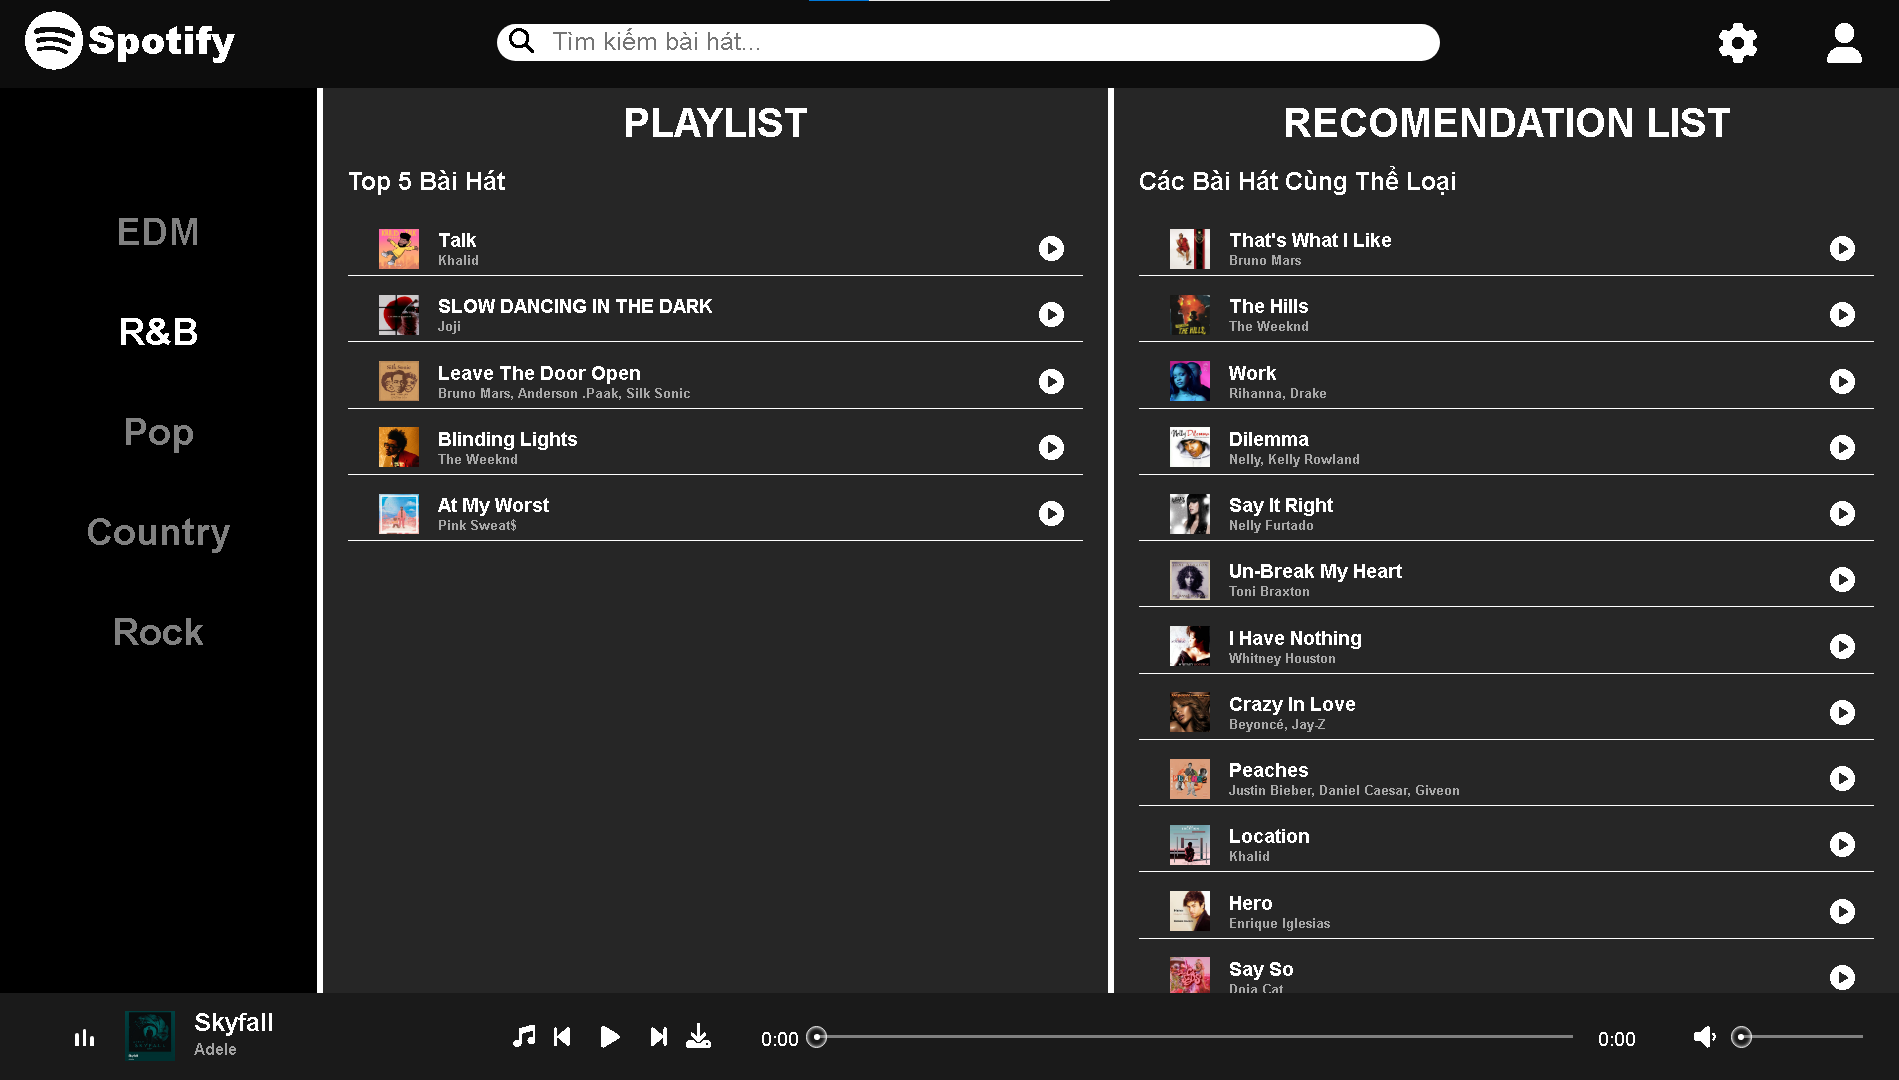 Spotify
Tìm kiếm bài hát...
EDM
R&B
Pop
Country
Rock
PLAYLIST
Top 5 Bài Hát
Talk
Khalid
SLOW DANCING IN THE DARK
Joji
Leave The Door Open
Bruno Mars, Anderson .Paak, Silk Sonic
Blinding Lights
The Weeknd
At My Worst
Pink Sweat$
RECOMENDATION LIST
Các Bài Hát Cùng Thể Loại
That's What I Like
Bruno Mars
The Hills
The Weeknd
Work
Rihanna, Drake
Dilemma
Nelly, Kelly Rowland
Say It Right
Nelly Furtado
Un-Break My Heart
Toni Braxton
I Have Nothing
Whitney Houston
Crazy In Love
Beyoncé, Jay-Z
Peaches
Justin Bieber, Daniel Caesar, Giveon
Location
Khalid
Hero
Enrique Iglesias
Say So
Doja Cat
Skyfall
Adele
0:00
0:00